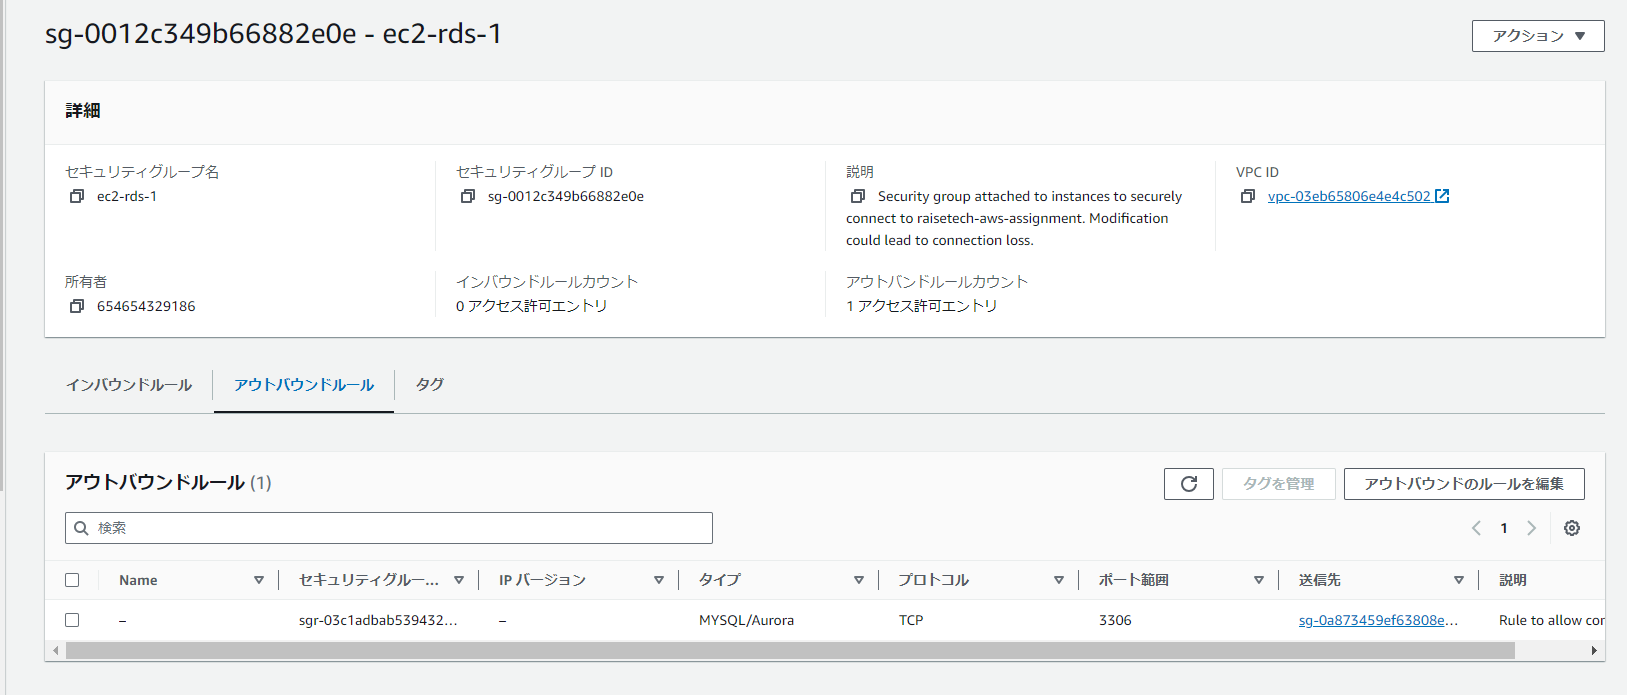 sg-0012c349b66882e0e - ec2-rds-1
アクション
詳細
セキュリティグループ名
ec2-rds-1
セキュリティグループ ID
sg-0012c349b66882e0e
説明
Security group attached to instances to securely
connect to raisetech-aws-assignment. Modification
could lead to connection loss.
VPC ID
vpc-03eb65806e4e4c502
所有者
654654329186
インバウンドルールカウント
0 アクセス許可エントリ
アウトバンドルールカウント
1 アクセス許可エントリ
インバウンドルール
アウトバウンドルール
タグ
アウトバウンドルール (1)
タグを管理
アウトバウンドのルールを編集
検索
1
Name セキュリティグルー... IP バージョン タイプ プロトコル ポート範囲 送信先 説明
– sgr-03c1adbab539432... – MYSQL/Aurora TCP 3306 sg-0a873459ef63808e... Rule to allow cor